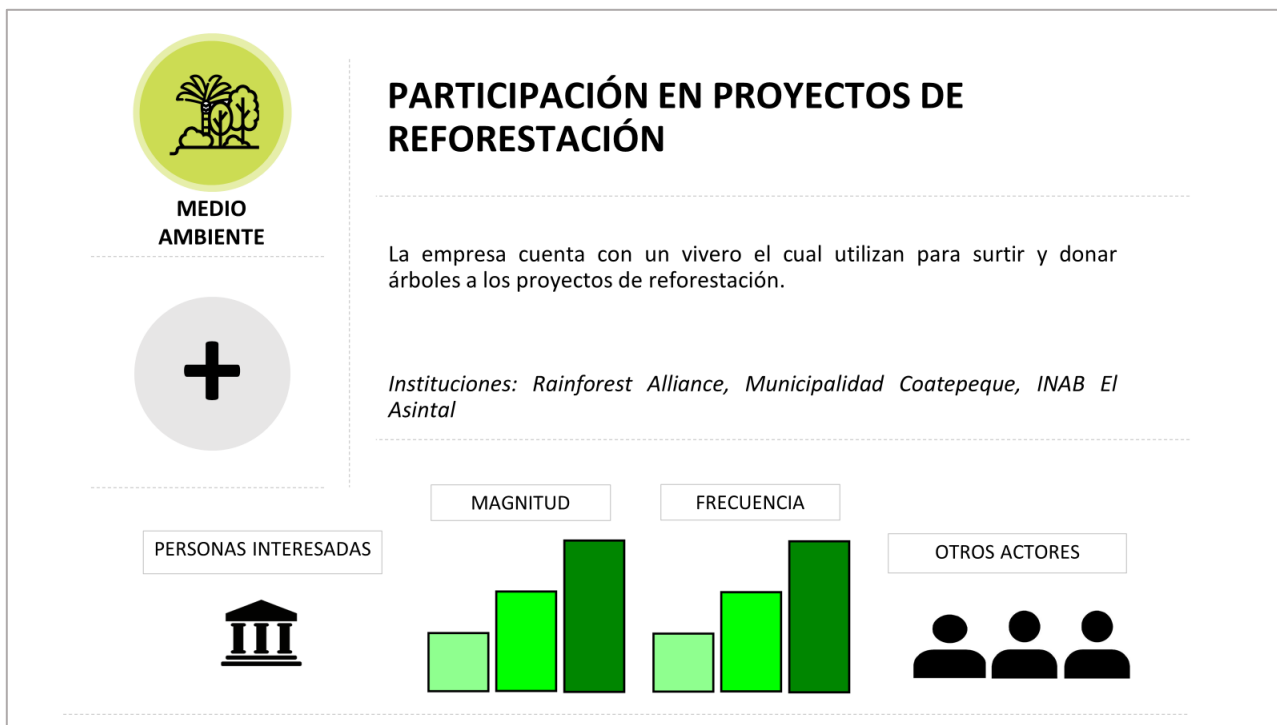 PARTICIPACIÓN EN PROYECTOS DE
REFORESTACIÓN
MEDIO
AMBIENTE
La empresa cuenta con un vivero el cual utilizan para surtir y donar
árboles a los proyectos de reforestación.
Instituciones: Rainforest Alliance, Municipalidad Coatepeque, INAB El
Asintal
MAGNITUD
FRECUENCIA
PERSONAS INTERESADAS
OTROS ACTORES